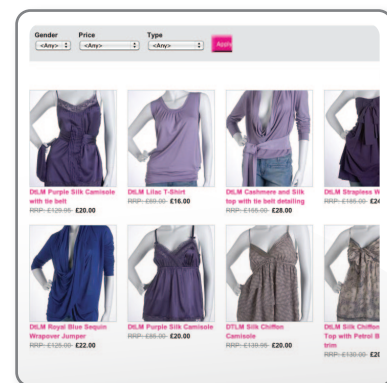 Gender Price Type
<Any> <Any> <Any> Apply
DtLM Purple Silk Camisole
with tie belt
RRP: £129.95 £20.00
DtLM Lilac T-Shirt
RRP: £69.00 £16.00
DtLM Cashmere and Silk
top with tie belt detailing
RRP: £165.00 £28.00
DtLM Strapless W
RRP: £185.00 £24
DtLM Royal Blue Sequin
Wrapover Jumper
RRP: £125.00 £22.00
DtLM Purple Silk Camisole
RRP: £85.00 £20.00
DTLM Silk Chiffon
Camisole
RRP: £139.95 £20.00
DtLM Silk Chiffon
Top with Petrol B
trim
RRP: £130.00 £20